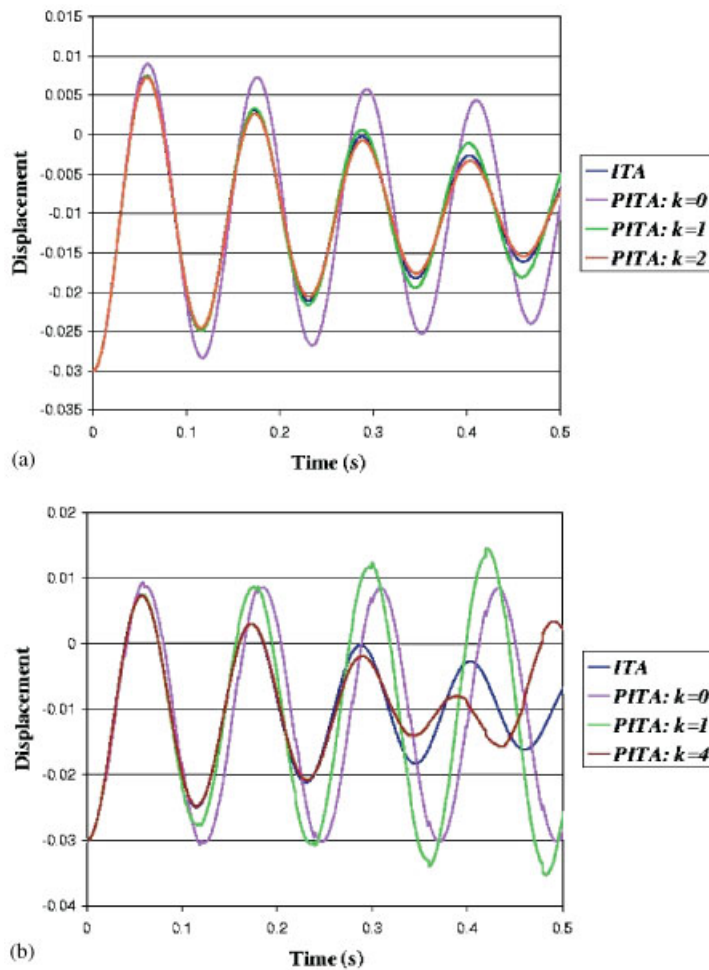 0.015
0.01
0.005
0
-0.005
-0.01
-0.015
-0.02
-0.025
-0.03
-0.035
Displacement
0 0.1 0.2 0.3 0.4 0.5
Time (s)
(a)
ITA
PITA: k=0
PITA: k=1
PITA: k=2
0.02
0.01
0
-0.01
-0.02
-0.03
-0.04
Displacement
0 0.1 0.2 0.3 0.4 0.5
Time (s)
(b)
ITA
PITA: k=0
PITA: k=1
PITA: k=4